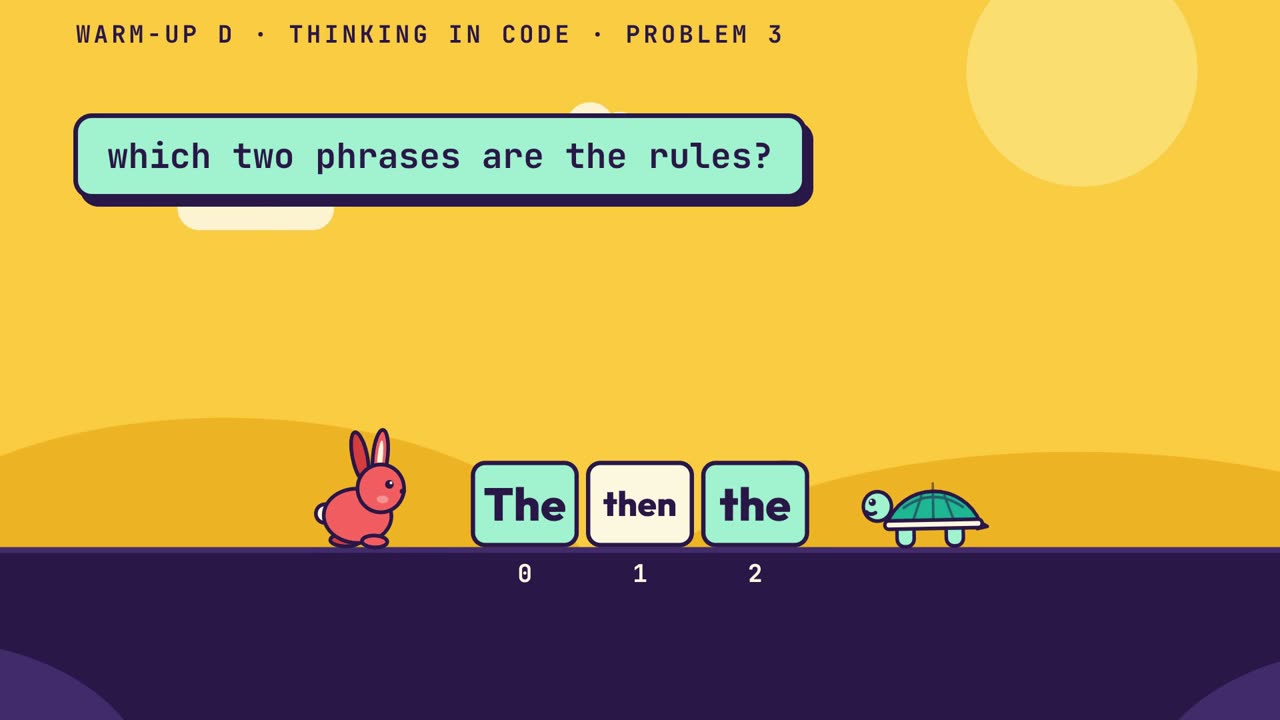 WARM-UP D · THINKING IN CODE · PROBLEM 3
which two phrases are the rules?
The then the
0 1 2